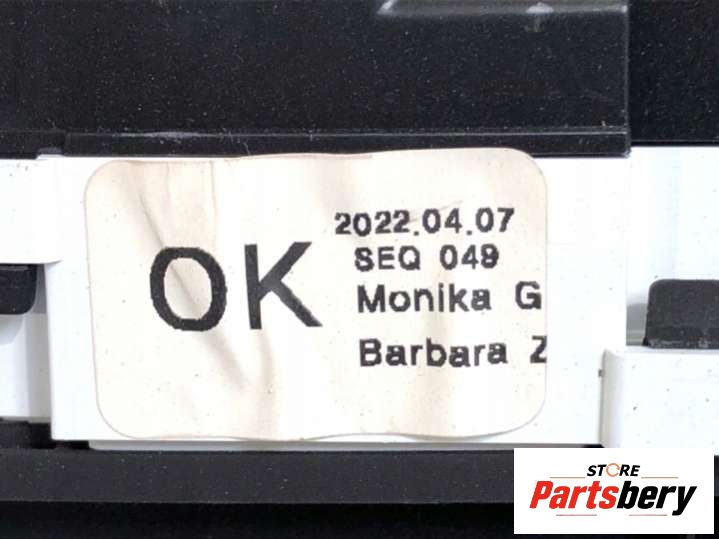 OK
2022.04.07
SEQ 049
Monika G
Barbara Z
STORE
Partsbery